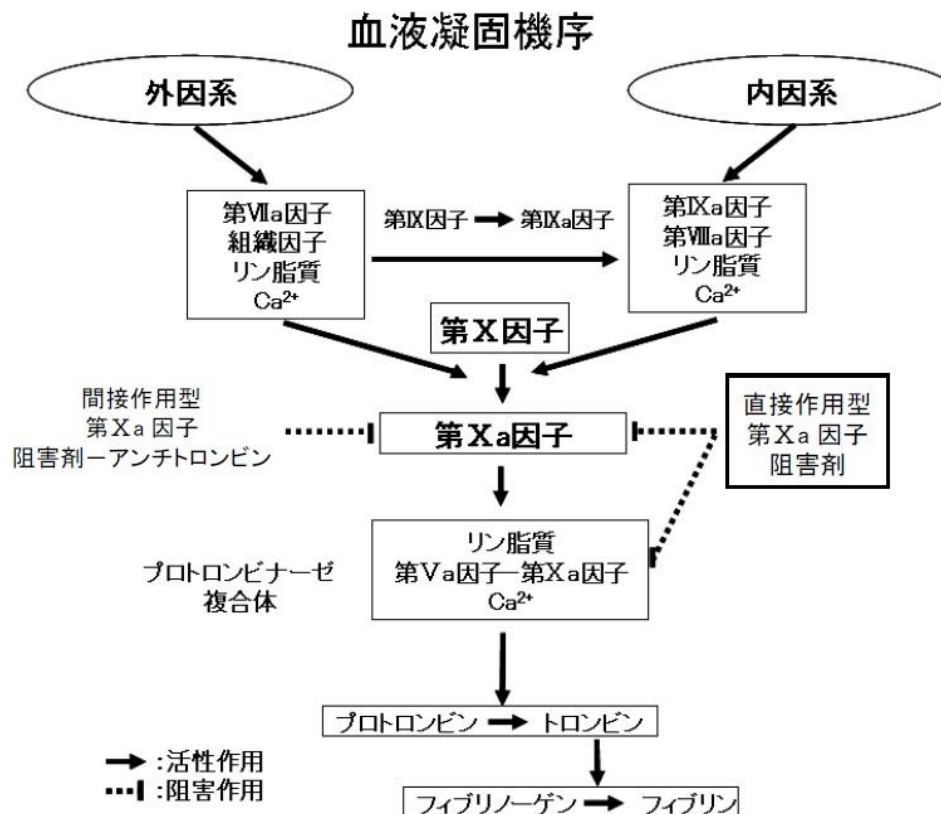 血液凝固機序
外因系
内因系
第Ⅶa因子
組織因子
リン脂質
Ca²⁺
第Ⅸ因子 → 第Ⅸa因子
第Ⅸa因子
第Ⅷa因子
リン脂質
Ca²⁺
第Ⅹ因子
間接作用型
第Ⅹa因子
阻害剤－アンチトロンビン
第Ⅹa因子
直接作用型
第Ⅹa因子
阻害剤
プロトロンビナーゼ
複合体
リン脂質
第Ⅴa因子－第Ⅹa因子
Ca²⁺
プロトロンビン → トロンビン
:活性作用
:阻害作用
フィブリノーゲン → フィブリン